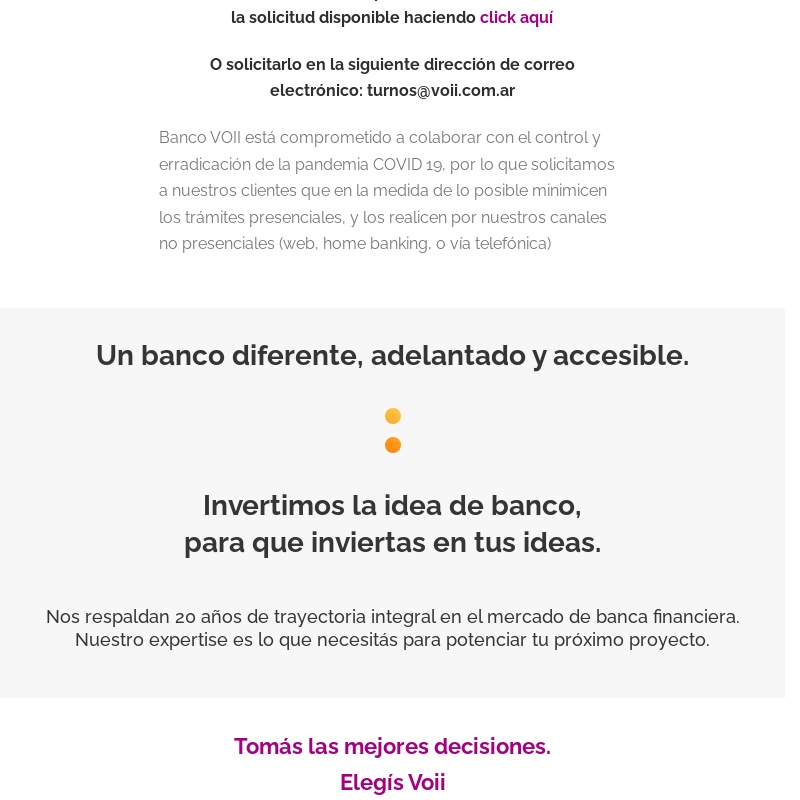 la solicitud disponible haciendo click aquí
O solicitarlo en la siguiente dirección de correo
electrónico: turnos@voii.com.ar
Banco VOII está comprometido a colaborar con el control y
erradicación de la pandemia COVID 19, por lo que solicitamos
a nuestros clientes que en la medida de lo posible minimicen
los trámites presenciales, y los realicen por nuestros canales
no presenciales (web, home banking, o vía telefónica)
Un banco diferente, adelantado y accesible.
Invertimos la idea de banco,
para que inviertas en tus ideas.
Nos respaldan 20 años de trayectoria integral en el mercado de banca financiera.
Nuestro expertise es lo que necesitás para potenciar tu próximo proyecto.
Tomás las mejores decisiones.
Elegís Voii